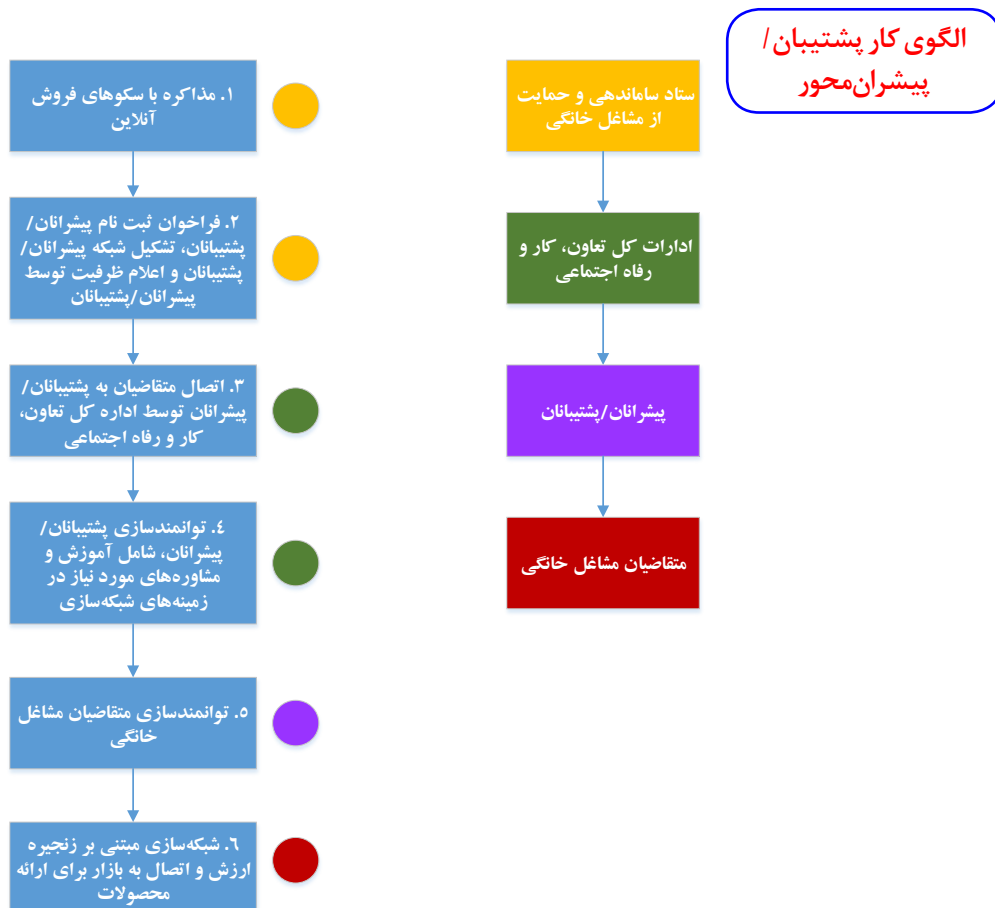 الگوی کار پشتیبان/
پیشران‌محور
ستاد ساماندهی و حمایت
از مشاغل خانگی
ادارات کل تعاون، کار و
رفاه اجتماعی
پیشرانان/پشتیبانان
متقاضیان مشاغل خانگی
۱. مذاکره با سکوهای فروش
آنلاین
۲. فراخوان ثبت نام پیشرانان/
پشتیبانان، تشکیل شبکه پیشرانان/
پشتیبانان و اعلام ظرفیت توسط
پیشرانان/پشتیبانان
۳. اتصال متقاضیان به پشتیبانان/
پیشرانان توسط اداره کل تعاون،
کار و رفاه اجتماعی
٤. توانمندسازی پشتیبانان/
پیشرانان، شامل آموزش و
مشاوره‌های مورد نیاز در
زمینه‌های شبکه‌سازی
٥. توانمندسازی متقاضیان مشاغل
خانگی
٦. شبکه‌سازی مبتنی بر زنجیره
ارزش و اتصال به بازار برای ارائه
محصولات